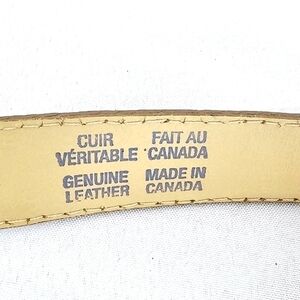 CUIR FAIT AU
VÉRITABLE CANADA
GENUINE MADE IN
LEATHER CANADA